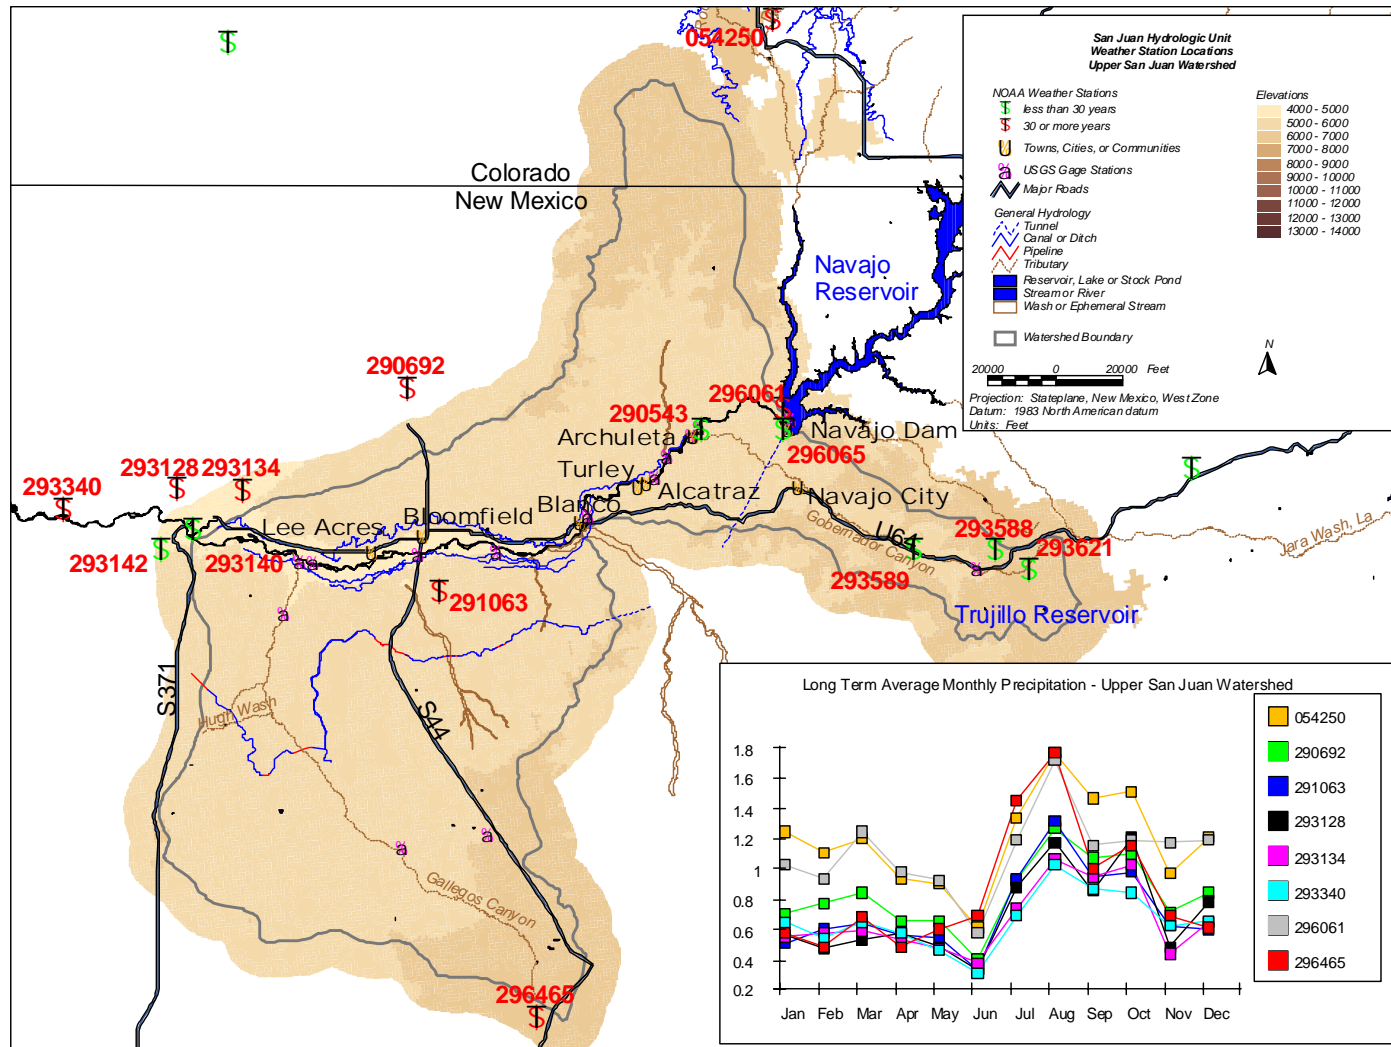 054250
San Juan Hydrologic Unit
Weather Station Locations
Upper San Juan Watershed
NOAA Weather Stations
less than 30 years
30 or more years
Towns, Cities, or Communities
USGS Gage Stations
Major Roads
General Hydrology
Tunnel
Canal or Ditch
Pipeline
Tributary
Reservoir, Lake or Stock Pond
Stream or River
Wash or Ephemeral Stream
Watershed Boundary
Elevations
4000 - 5000
5000 - 6000
6000 - 7000
7000 - 8000
8000 - 9000
9000 - 10000
10000 - 11000
11000 - 12000
12000 - 13000
13000 - 14000
N
20000 0 20000 Feet
Projection: Stateplane, New Mexico, West Zone
Datum: 1983 North American datum
Units: Feet
Colorado
New Mexico
Navajo
Reservoir
290692
296061
290543
Archuleta
Navajo Dam
296065
293128
293134
293340
Turley
Alcatraz
Navajo City
Blanco
Bloomfield
Lee Acres
U64
Gobernador Canyon
293588
293621
Jara Wash, La
293142
293140
293589
291063
Trujillo Reservoir
S371
Hugh Wash
S44
Gallegos Canyon
296465
Long Term Average Monthly Precipitation - Upper San Juan Watershed
1.8
1.6
1.4
1.2
1
0.8
0.6
0.4
0.2
Jan Feb Mar Apr May Jun Jul Aug Sep Oct Nov Dec
054250
290692
291063
293128
293134
293340
296061
296465